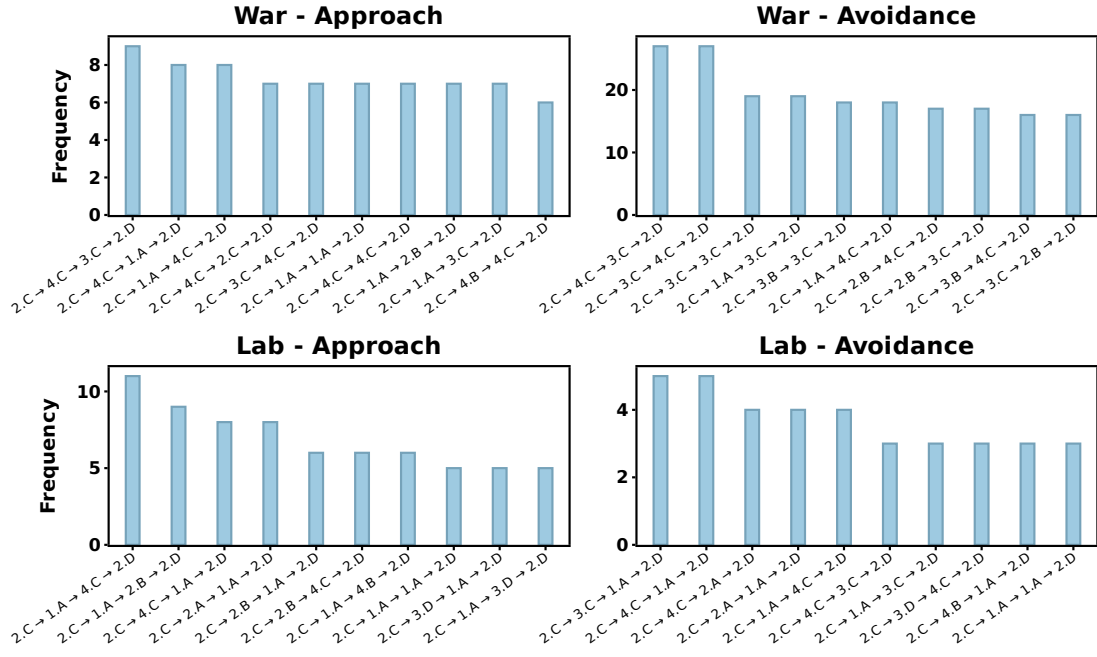 War - Approach
Frequency
8
6
4
2
0
2.C → 4.C → 3.C → 2.D
2.C → 4.C → 1.A → 2.D
2.C → 1.A → 4.C → 2.D
2.C → 4.C → 2.C → 2.D
2.C → 3.C → 4.C → 2.D
2.C → 1.A → 1.A → 2.D
2.C → 4.C → 4.C → 2.D
2.C → 1.A → 2.B → 2.D
2.C → 1.A → 3.C → 2.D
2.C → 4.B → 4.C → 2.D
War - Avoidance
20
10
0
2.C → 4.C → 3.C → 2.D
2.C → 3.C → 4.C → 2.D
2.C → 3.C → 3.C → 2.D
2.C → 1.A → 3.C → 2.D
2.C → 3.B → 3.C → 2.D
2.C → 1.A → 4.C → 2.D
2.C → 2.B → 4.C → 2.D
2.C → 2.B → 3.C → 2.D
2.C → 3.B → 4.C → 2.D
2.C → 3.C → 2.B → 2.D
Lab - Approach
Frequency
10
5
0
2.C → 1.A → 4.C → 2.D
2.C → 1.A → 2.B → 2.D
2.C → 4.C → 1.A → 2.D
2.C → 2.A → 1.A → 2.D
2.C → 2.B → 1.A → 2.D
2.C → 2.B → 4.C → 2.D
2.C → 1.A → 4.B → 2.D
2.C → 1.A → 1.A → 2.D
2.C → 3.D → 1.A → 2.D
2.C → 1.A → 3.D → 2.D
Lab - Avoidance
4
2
0
2.C → 3.C → 1.A → 2.D
2.C → 4.C → 1.A → 2.D
2.C → 4.C → 2.A → 2.D
2.C → 2.A → 1.A → 2.D
2.C → 1.A → 4.C → 2.D
2.C → 4.C → 3.C → 2.D
2.C → 1.A → 3.C → 2.D
2.C → 3.D → 4.C → 2.D
2.C → 4.B → 1.A → 2.D
2.C → 1.A → 1.A → 2.D